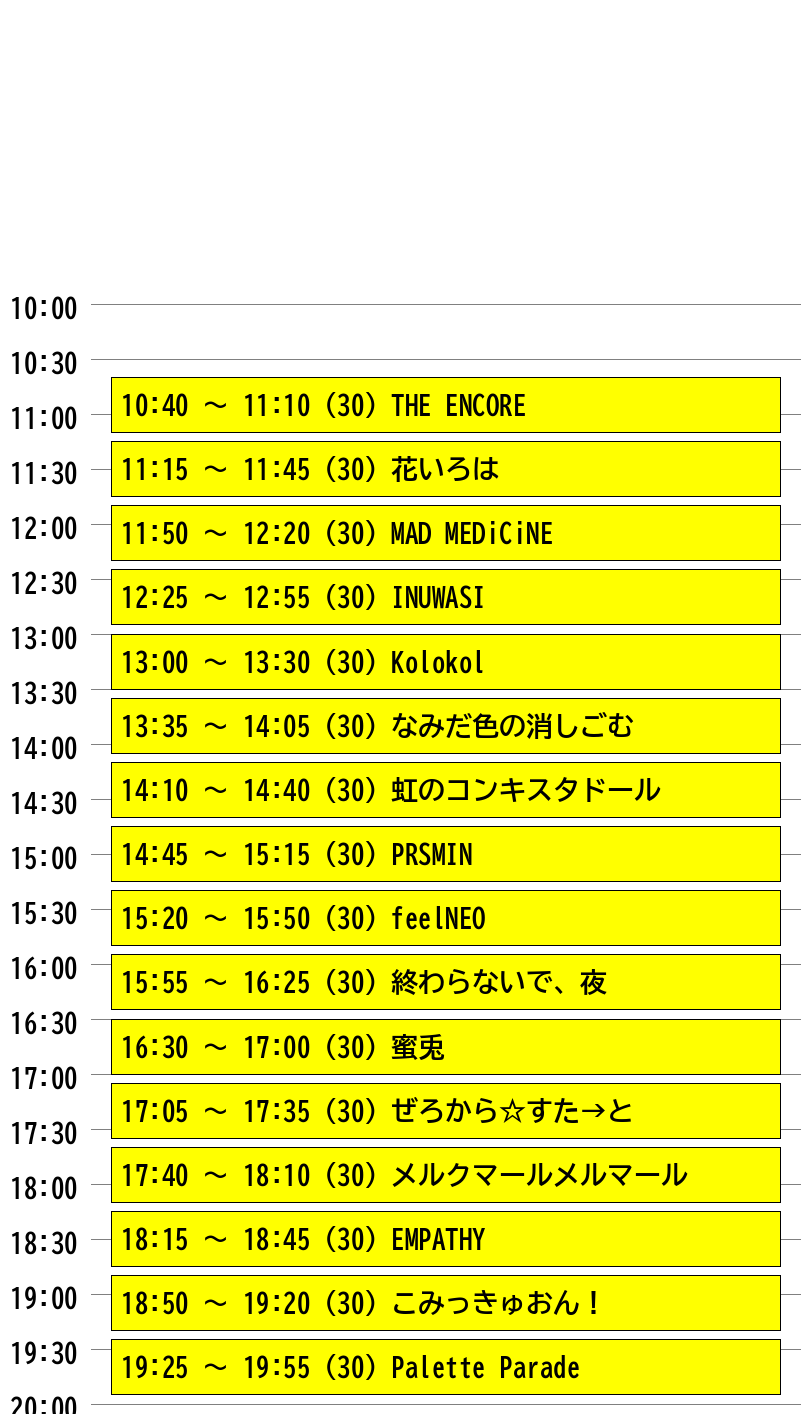 10:00
10:30
10:40 ～ 11:10 (30) THE ENCORE
11:00
11:15 ～ 11:45 (30) 花いろは
11:30
11:50 ～ 12:20 (30) MAD MEDiCiNE
12:00
12:25 ～ 12:55 (30) INUWASI
12:30
13:00
13:00 ～ 13:30 (30) Kolokol
13:30
13:35 ～ 14:05 (30) なみだ色の消しごむ
14:00
14:10 ～ 14:40 (30) 虹のコンキスタドール
14:30
14:45 ～ 15:15 (30) PRSMIN
15:00
15:20 ～ 15:50 (30) feelNEO
15:30
15:55 ～ 16:25 (30) 終わらないで、夜
16:00
16:30
16:30 ～ 17:00 (30) 蜜兎
17:00
17:05 ～ 17:35 (30) ぜろから☆すた→と
17:30
17:40 ～ 18:10 (30) メルクマールメルマール
18:00
18:15 ～ 18:45 (30) EMPATHY
18:30
18:50 ～ 19:20 (30) こみっきゅおん！
19:00
19:30
19:25 ～ 19:55 (30) Palette Parade
20:00